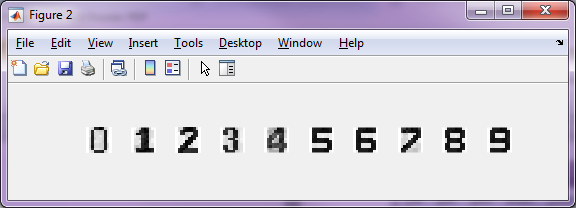 Figure 2
File Edit View Insert Tools Desktop Window Help
0 1 2 3 4 5 6 7 8 9